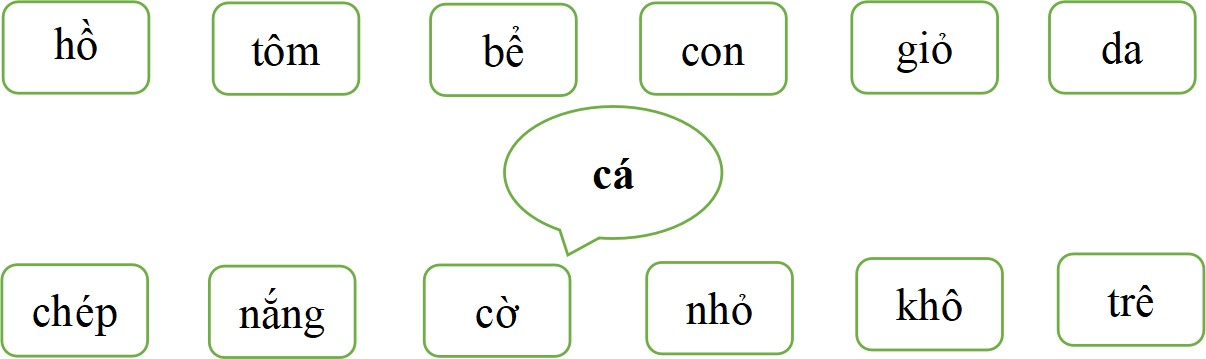 hồ tôm bể con giỏ da
cá
chép nắng cờ nhỏ khô trê